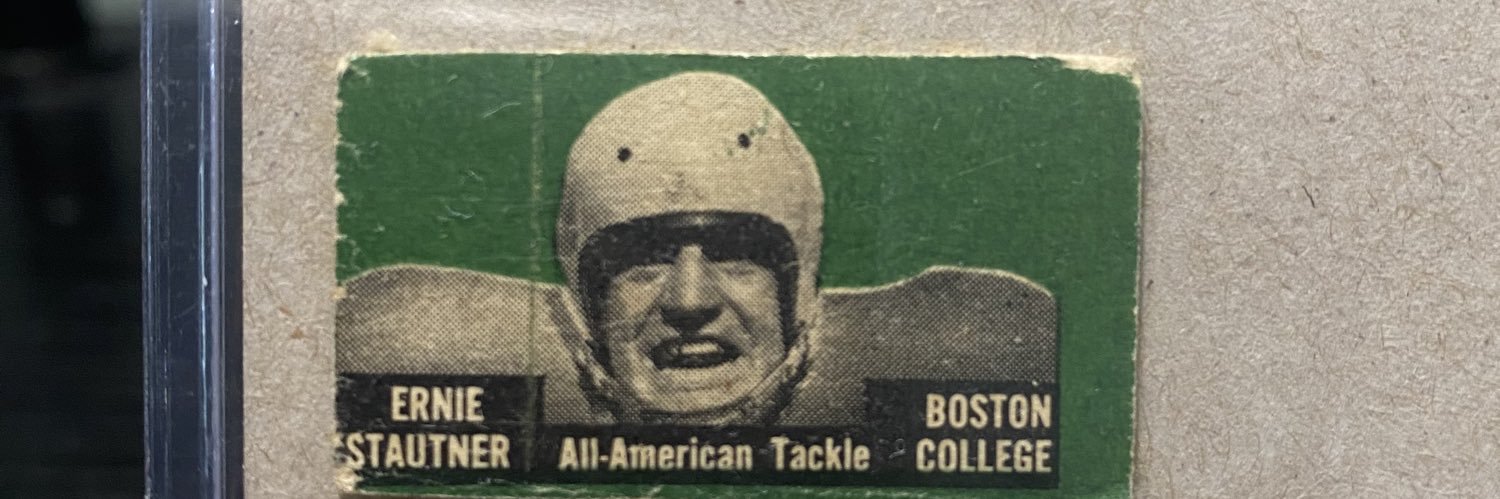 ERNIE
STAUTNER
All-American Tackle
BOSTON
COLLEGE